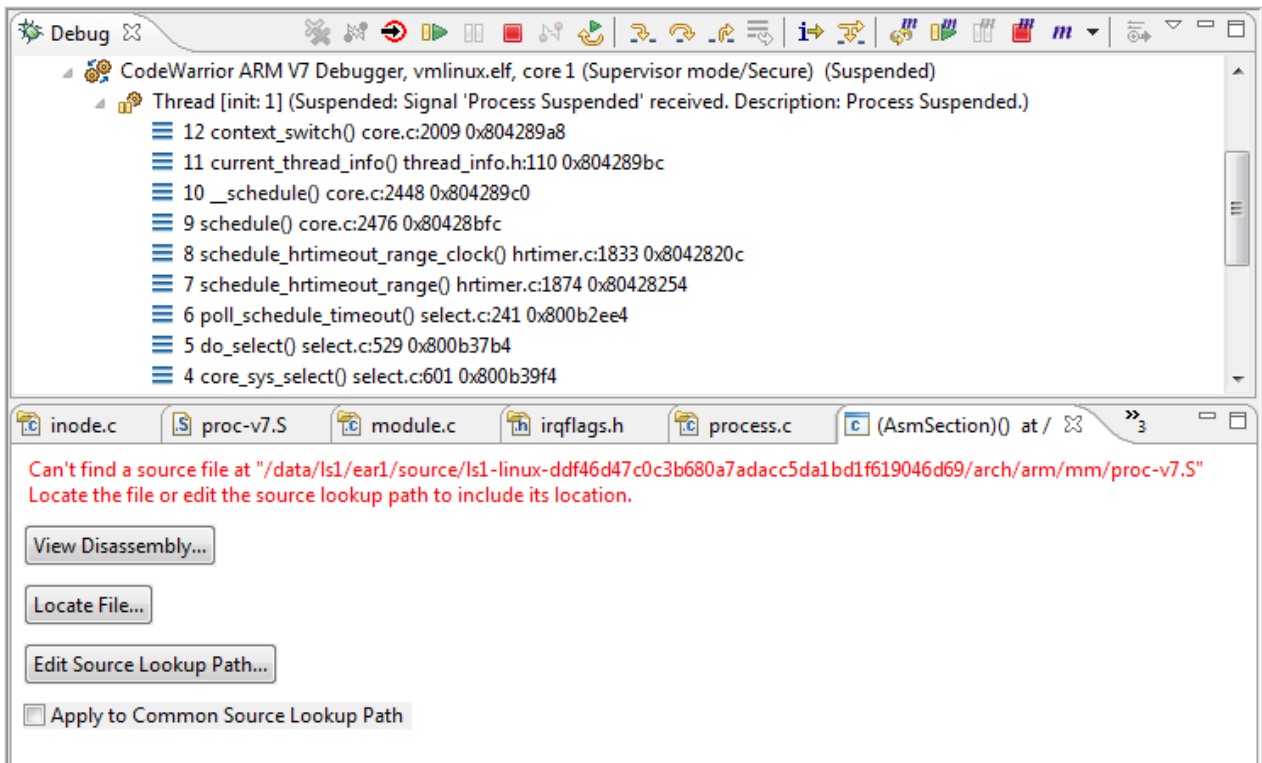 Debug
CodeWarrior ARM V7 Debugger, vmlinux.elf, core 1 (Supervisor mode/Secure) (Suspended)
Thread [init: 1] (Suspended: Signal 'Process Suspended' received. Description: Process Suspended.)
12 context_switch() core.c:2009 0x804289a8
11 current_thread_info() thread_info.h:110 0x804289bc
10 __schedule() core.c:2448 0x804289c0
9 schedule() core.c:2476 0x80428bfc
8 schedule_hrtimeout_range_clock() hrtimer.c:1833 0x8042820c
7 schedule_hrtimeout_range() hrtimer.c:1874 0x80428254
6 poll_schedule_timeout() select.c:241 0x800b2ee4
5 do_select() select.c:529 0x800b37b4
4 core_sys_select() select.c:601 0x800b39f4
inode.c proc-v7.S module.c irqflags.h process.c (AsmSection)() at / 3
Can't find a source file at "/data/ls1/ear1/source/ls1-linux-ddf46d47c0c3b680a7adacc5da1bd1f619046d69/arch/arm/mm/proc-v7.S"
Locate the file or edit the source lookup path to include its location.
View Disassembly...
Locate File...
Edit Source Lookup Path...
Apply to Common Source Lookup Path